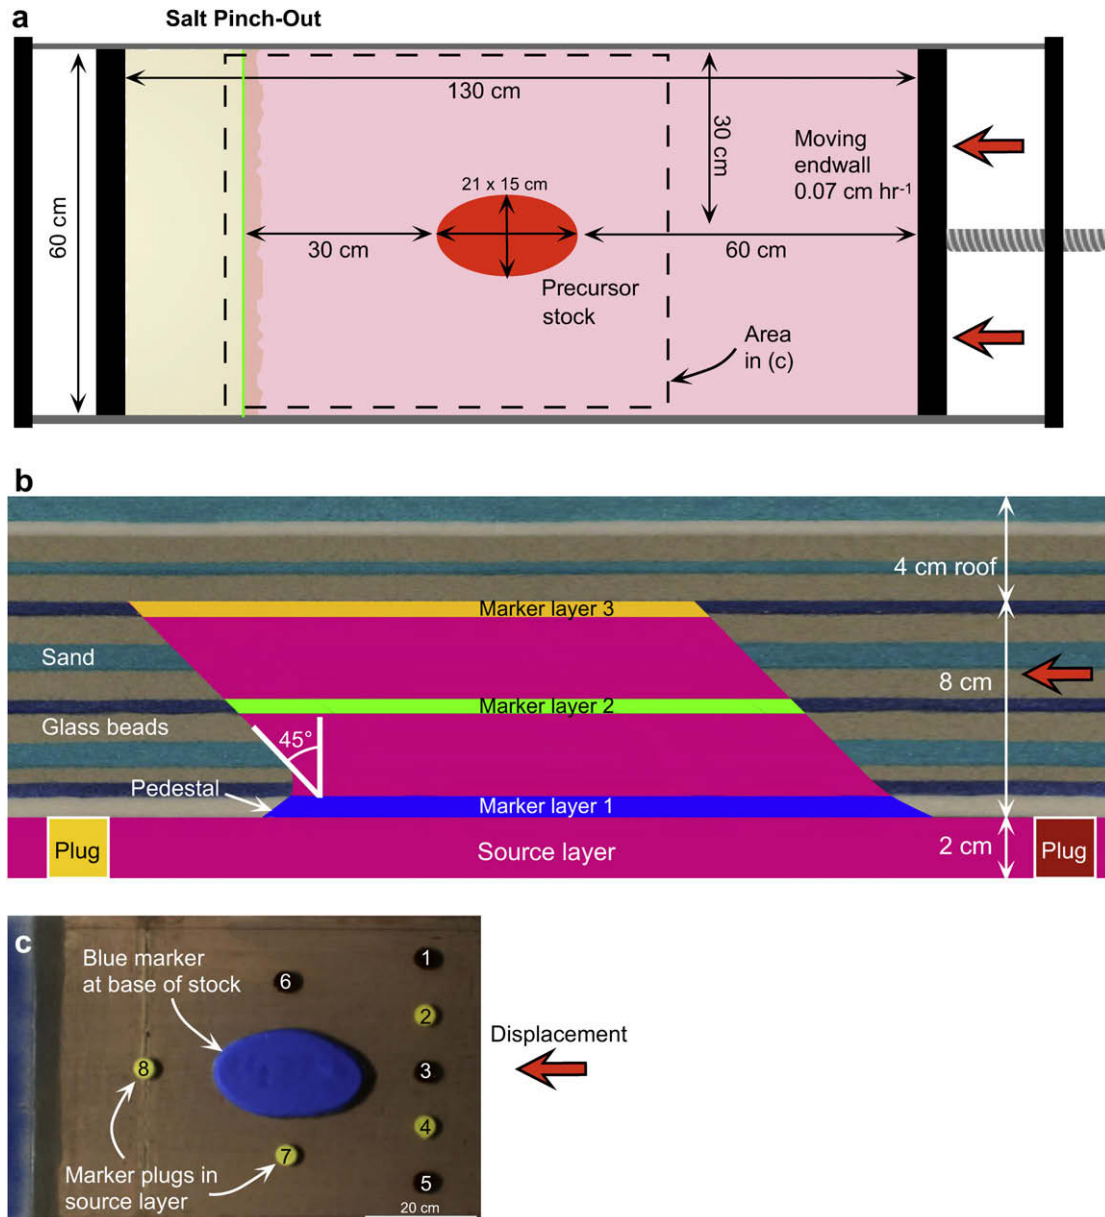 a
Salt Pinch-Out
130 cm
60 cm
30 cm
Moving
endwall
0.07 cm hr-1
21 x 15 cm
30 cm
60 cm
Precursor
stock
Area
in (c)
b
4 cm roof
Marker layer 3
Sand
8 cm
Marker layer 2
Glass beads
45°
Pedestal
Marker layer 1
Plug
Source layer
2 cm
Plug
c
Blue marker
at base of stock
1
6
2
Displacement
8
3
4
7
Marker plugs in
source layer
5
20 cm